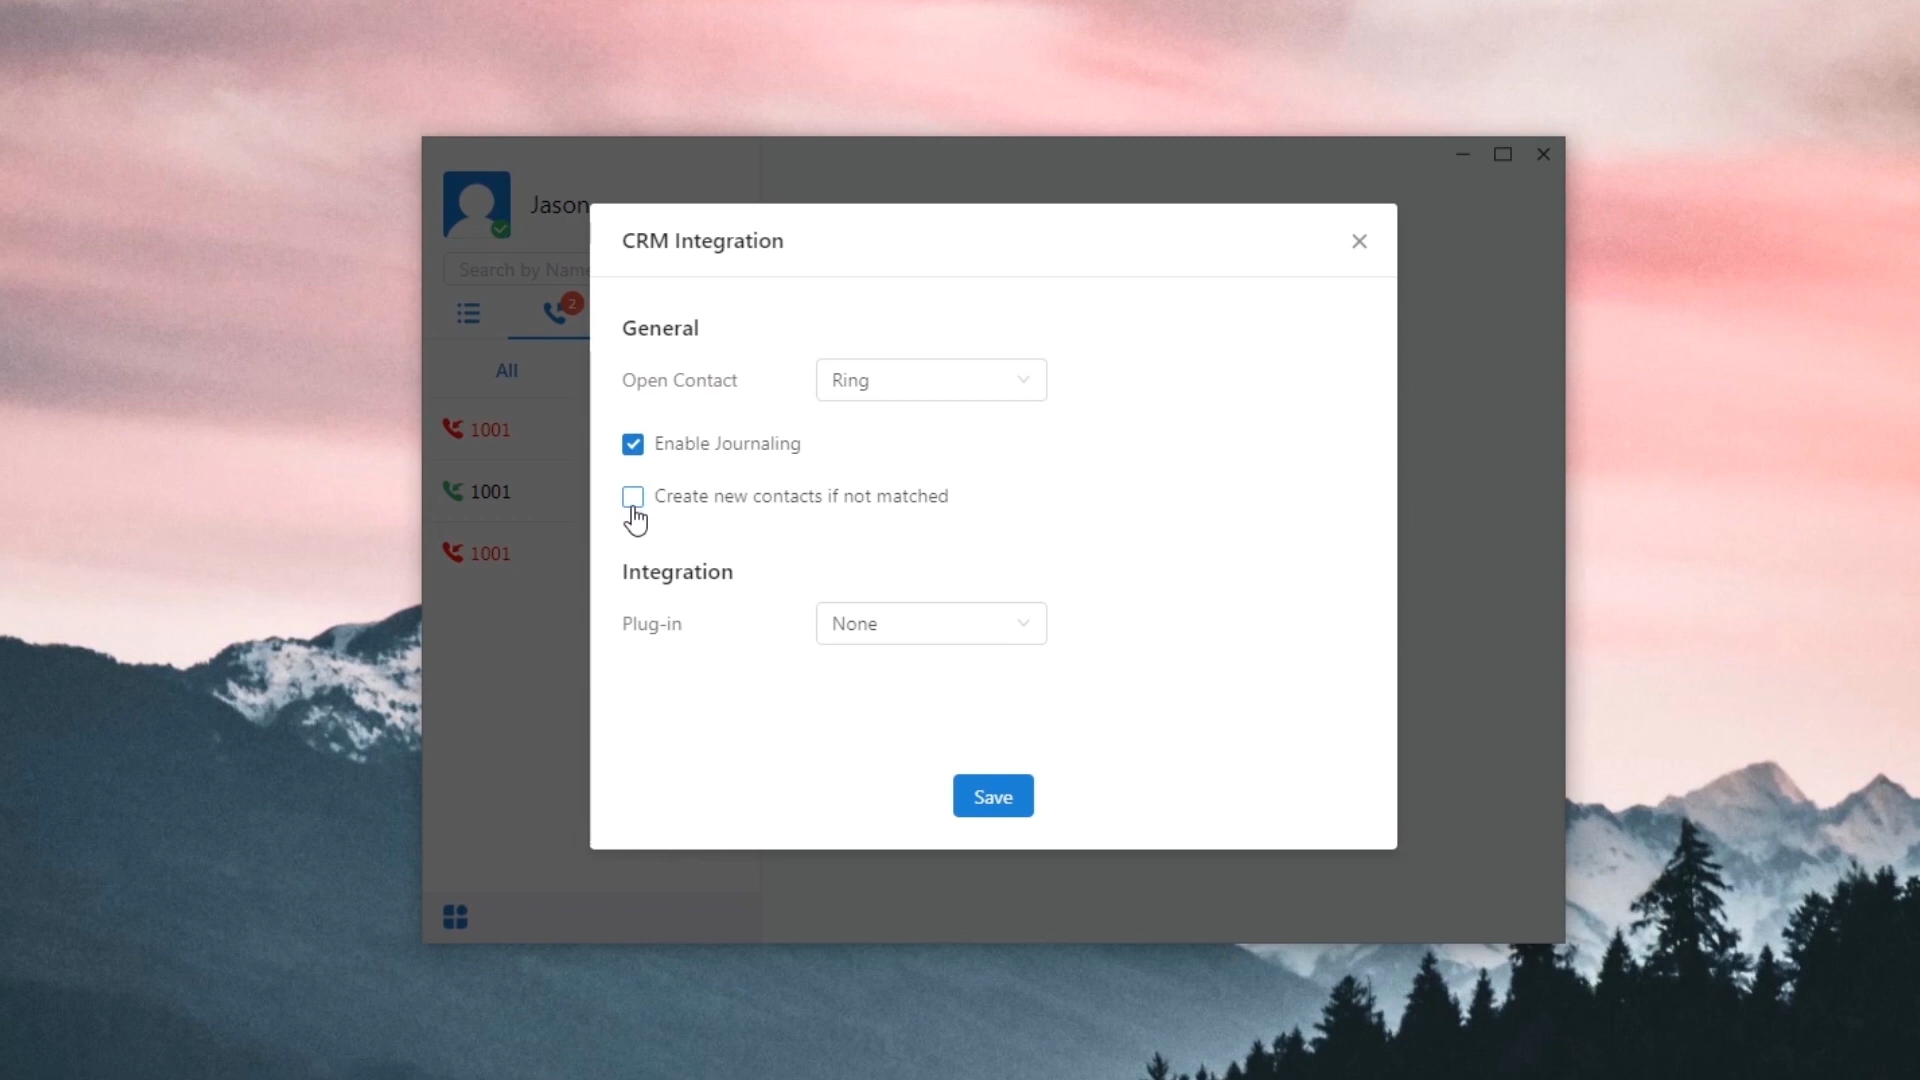 Jason
Search by Name
2
All
1001
1001
1001
CRM Integration
General
Open Contact
Ring
Enable Journaling
Create new contacts if not matched
Integration
Plug-in
None
Save